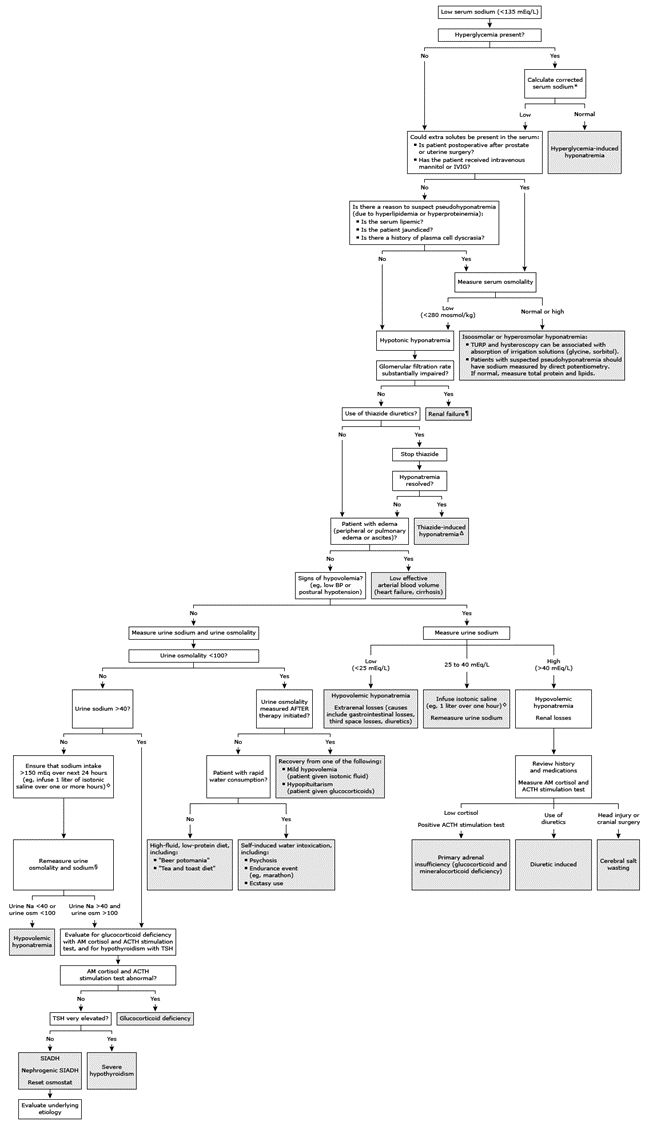 Low serum sodium (<135 mEq/L)
Hyperglycemia present?
No
Yes
Calculate corrected
serum sodium*
Low
Normal
Could extra solutes be present in the serum:
▪ Is patient postoperative after prostate
or uterine surgery?
▪ Has the patient received intravenous
mannitol or IVIG?
Hyperglycemia-induced
hyponatremia
No
Yes
Is there a reason to suspect pseudohyponatremia
(due to hyperlipidemia or hyperproteinemia):
▪ Is the serum lipemic?
▪ Is the patient jaundiced?
▪ Is there a history of plasma cell dyscrasia?
No
Yes
Measure serum osmolality
Low
(<280 mosmol/kg)
Normal or high
Hypotonic hyponatremia
Isoosmolar or hyperosmolar hyponatremia:
▪ TURP and hysteroscopy can be associated with
absorption of irrigation solutions (glycine, sorbitol).
▪ Patients with suspected pseudohyponatremia should
have sodium measured by direct potentiometry.
If normal, measure total protein and lipids.
Glomerular filtration rate
substantially impaired?
No
Yes
Use of thiazide diuretics?
Renal failure¶
No
Yes
Stop thiazide
Hyponatremia
resolved?
No
Yes
Patient with edema
(peripheral or pulmonary
edema or ascites)?
Thiazide-induced
hyponatremiaΔ
No
Yes
Signs of hypovolemia?
(eg, low BP or
postural hypotension)
Low effective
arterial blood volume
(heart failure, cirrhosis)
No
Yes
Measure urine sodium and urine osmolality
Measure urine sodium
Urine osmolality <100?
Low
(<25 mEq/L)
25 to 40 mEq/L
High
(>40 mEq/L)
No
Yes
Urine sodium >40?
Urine osmolality
measured AFTER
therapy initiated?
Hypovolemic hyponatremia
Extrarenal losses (causes
include gastrointestinal losses,
third space losses, diuretics)
Infuse isotonic saline
(eg, 1 liter over one hour)◊
Remeasure urine sodium
Hypovolemic
hyponatremia
Renal losses
No
Yes
No
Yes
Ensure that sodium intake
>150 mEq over next 24 hours
(eg, infuse 1 liter of isotonic
saline over one or more hours)◊
Patient with rapid
water consumption?
Recovery from one of the following:
▪ Mild hypovolemia
(patient given isotonic fluid)
▪ Hypopituitarism
(patient given glucocorticoids)
Review history
and medications
Measure AM cortisol and
ACTH stimulation test
No
Yes
Low cortisol
Positive ACTH stimulation test
Use of
diuretics
Head injury or
cranial surgery
Remeasure urine
osmolality and sodium§
High-fluid, low-protein diet,
including:
▪ "Beer potomania"
▪ "Tea and toast diet"
Self-induced water intoxication,
including:
▪ Psychosis
▪ Endurance event
(eg, marathon)
▪ Ecstasy use
Primary adrenal
insufficiency (glucocorticoid and
mineralocorticoid deficiency)
Diuretic induced
Cerebral salt
wasting
Urine Na <40 or
urine osm <100
Urine Na >40 and
urine osm >100
Hypovolemic
hyponatremia
Evaluate for glucocorticoid deficiency
with AM cortisol and ACTH stimulation
test, and for hypothyroidism with TSH
AM cortisol and ACTH
stimulation test abnormal?
No
Yes
TSH very elevated?
Glucocorticoid deficiency
No
Yes
SIADH
Nephrogenic SIADH
Reset osmostat
Severe
hypothyroidism
Evaluate underlying
etiology